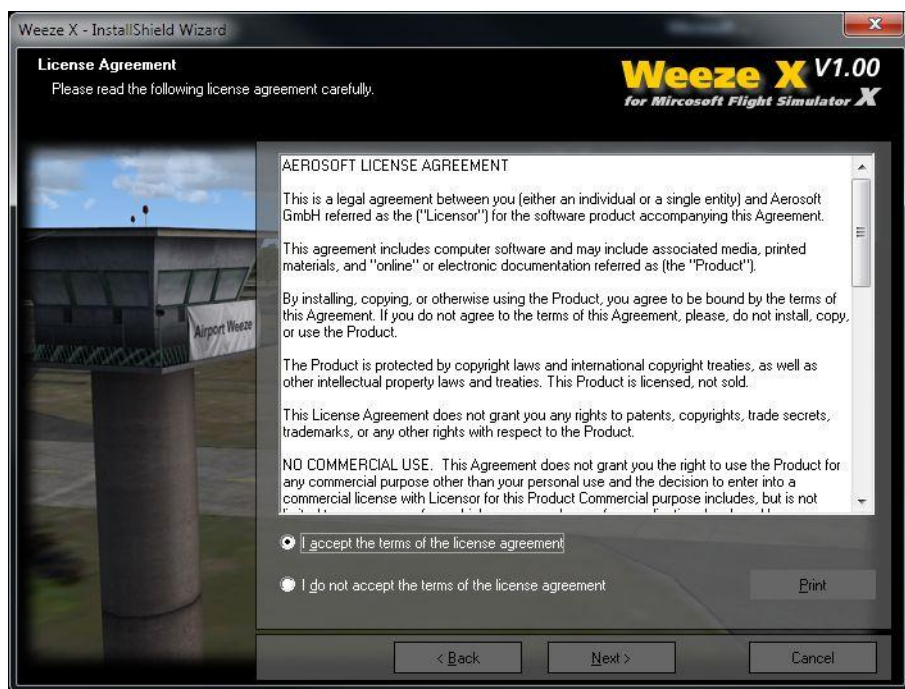 Weeze X - InstallShield Wizard
License Agreement
Please read the following license agreement carefully.
Weeze X V1.00
for Mircosoft Flight Simulator X
Airport Weeze
AEROSOFT LICENSE AGREEMENT
This is a legal agreement between you (either an individual or a single entity) and Aerosoft
GmbH referred as the ("Licensor") for the software product accompanying this Agreement.
This agreement includes computer software and may include associated media, printed
materials, and "online" or electronic documentation referred as (the "Product").
By installing, copying, or otherwise using the Product, you agree to be bound by the terms of
this Agreement. If you do not agree to the terms of this Agreement, please, do not install, copy,
or use the Product.
The Product is protected by copyright laws and international copyright treaties, as well as
other intellectual property laws and treaties. This Product is licensed, not sold.
This License Agreement does not grant you any rights to patents, copyrights, trade secrets,
trademarks, or any other rights with respect to the Product.
NO COMMERCIAL USE. This Agreement does not grant you the right to use the Product for
any commercial purpose other than your personal use and the decision to enter into a
commercial license with Licensor for this Product Commercial purpose includes, but is not
I accept the terms of the license agreement
I do not accept the terms of the license agreement
Print
< Back
Next >
Cancel